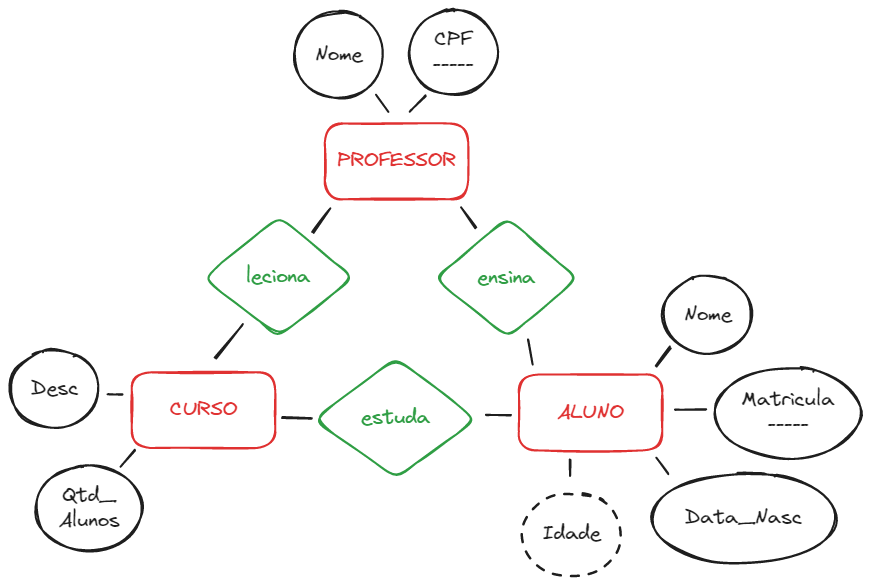 Nome
CPF
-----
PROFESSOR
leciona
ensina
Nome
Desc
CURSO
estuda
ALUNO
Matricula
-----
Qtd_
Alunos
Idade
Data_Nasc